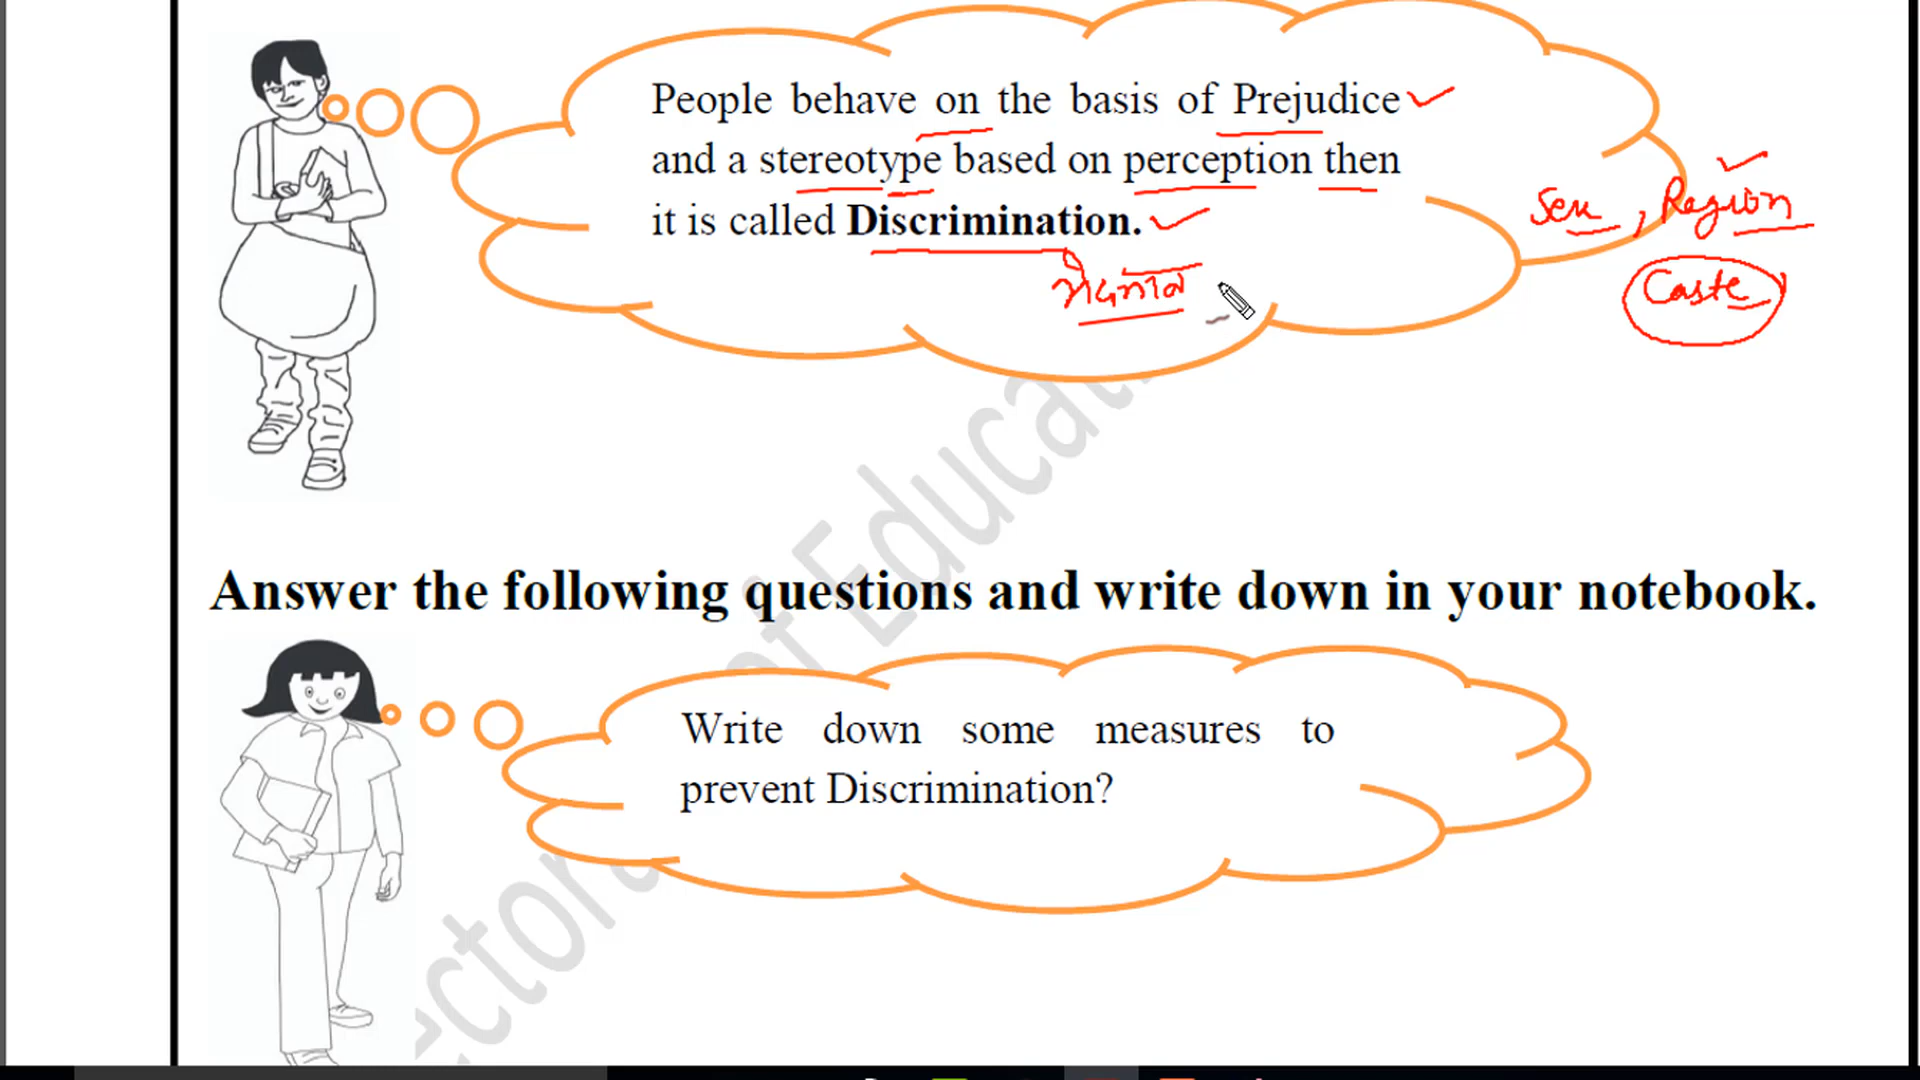 People behave on the basis of Prejudice
and a stereotype based on perception then
it is called Discrimination.
Sex, Region
Caste
Answer the following questions and write down in your notebook.
Write down some measures to
prevent Discrimination?